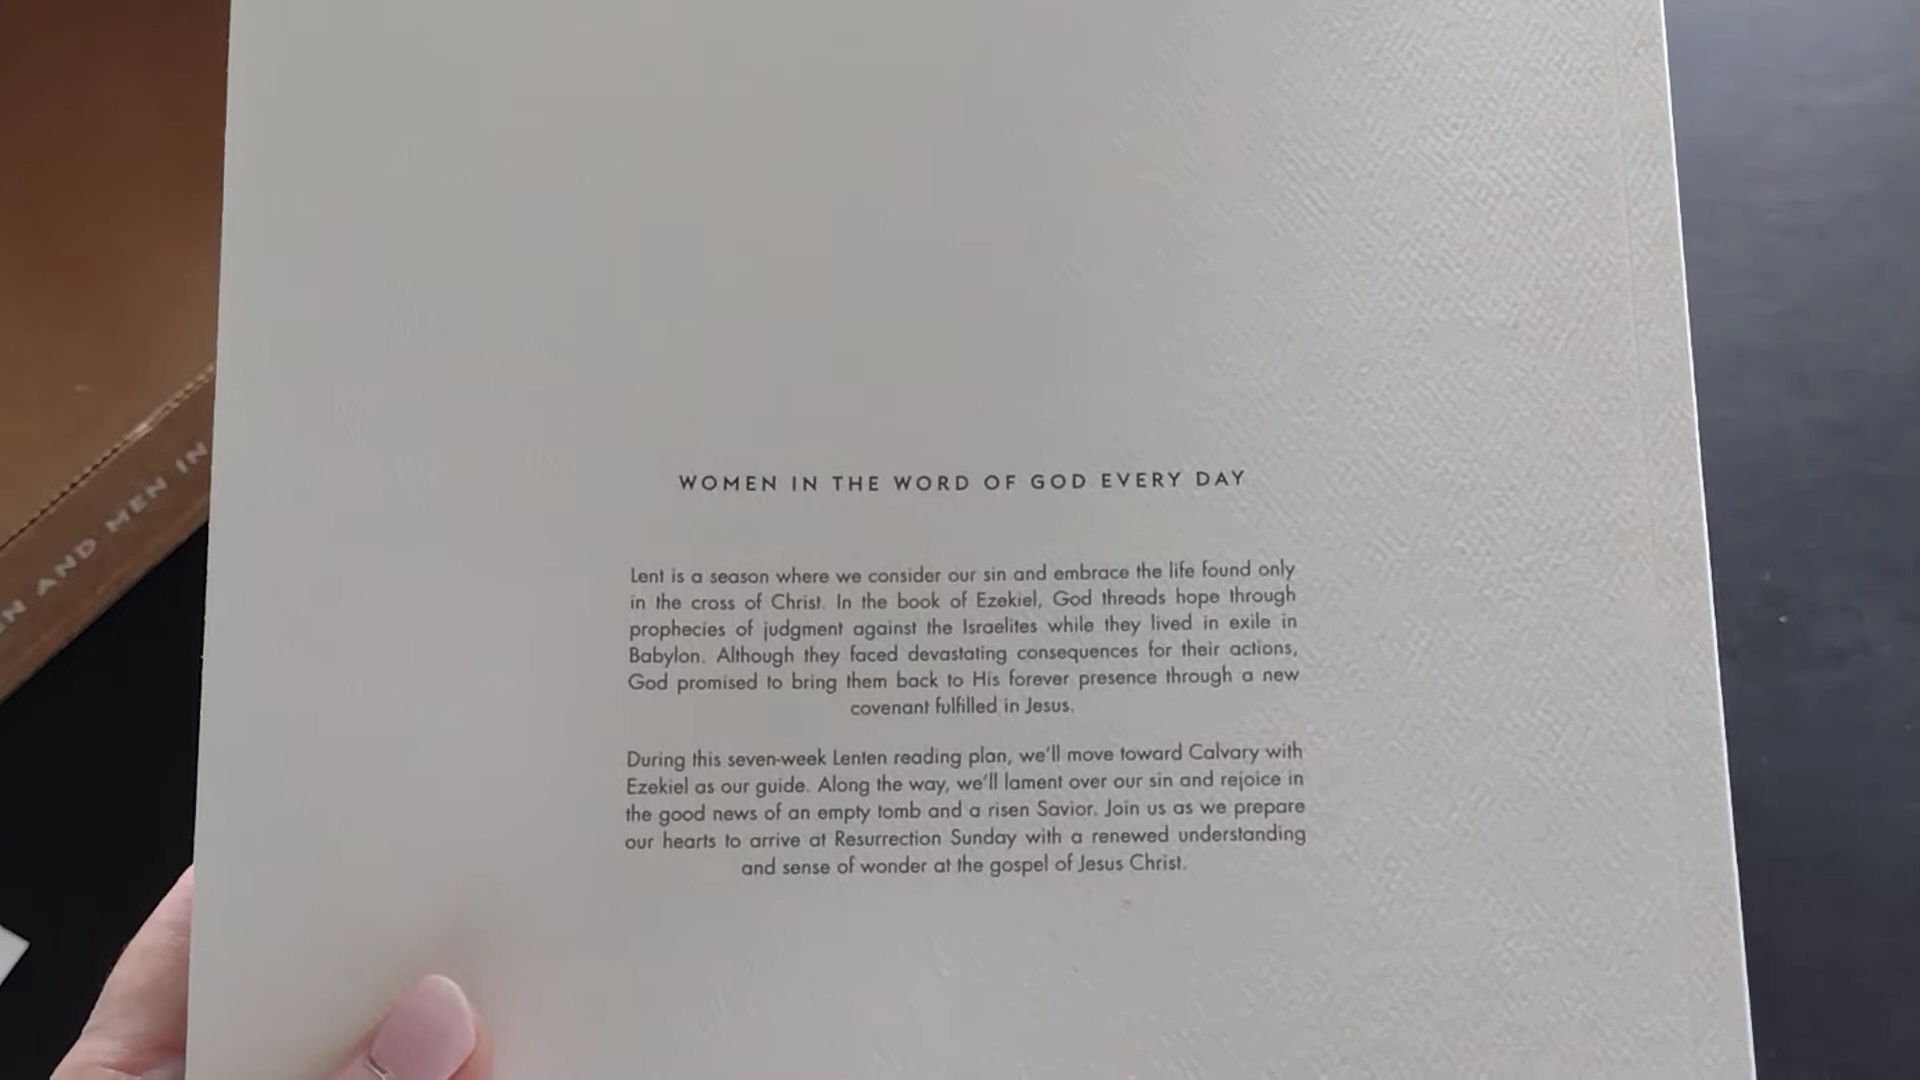 WOMEN IN THE WORD OF GOD EVERY DAY
Lent is a season where we consider our sin and embrace the life found only
in the cross of Christ. In the book of Ezekiel, God threads hope through
prophecies of judgment against the Israelites while they lived in exile in
Babylon. Although they faced devastating consequences for their actions,
God promised to bring them back to His forever presence through a new
covenant fulfilled in Jesus.
During this seven-week Lenten reading plan, we'll move toward Calvary with
Ezekiel as our guide. Along the way, we'll lament over our sin and rejoice in
the good news of an empty tomb and a risen Savior. Join us as we prepare
our hearts to arrive at Resurrection Sunday with a renewed understanding
and sense of wonder at the gospel of Jesus Christ.
EN AND MEN IN